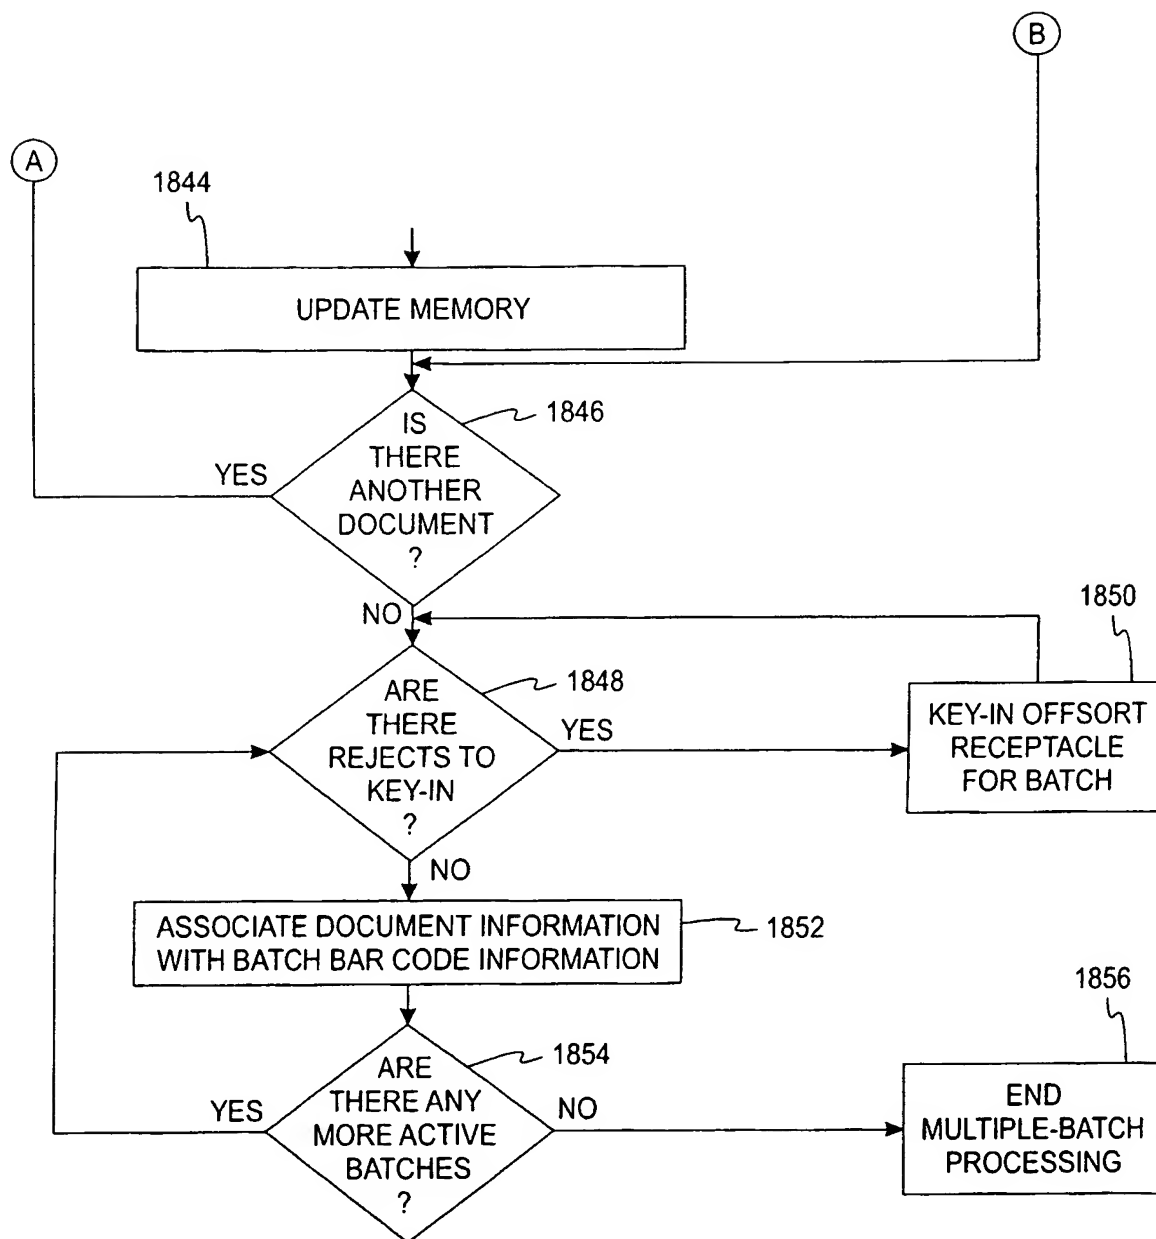 B
A
1844
UPDATE MEMORY
IS
THERE
ANOTHER
DOCUMENT
?
1846
YES
NO
1850
ARE
THERE
REJECTS TO
KEY-IN
?
1848
YES
KEY-IN OFFSORT
RECEPTACLE
FOR BATCH
NO
ASSOCIATE DOCUMENT INFORMATION
WITH BATCH BAR CODE INFORMATION
1852
1856
ARE
THERE ANY
MORE ACTIVE
BATCHES
?
1854
YES
NO
END
MULTIPLE-BATCH
PROCESSING